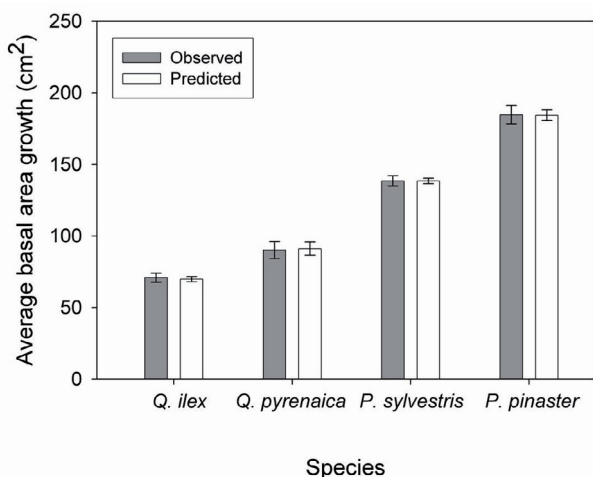 250
200
150
100
50
0
Average basal area growth (cm²)
Observed
Predicted
Q. ilex Q. pyrenaica P. sylvestris P. pinaster
Species